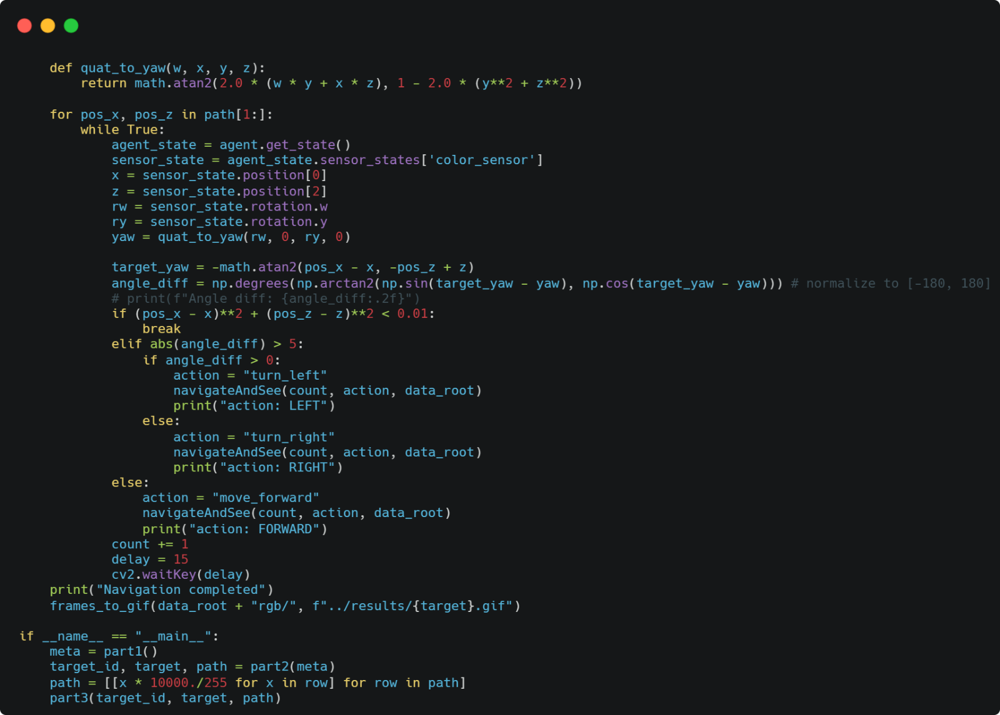 def quat_to_yaw(w, x, y, z):
return math.atan2(2.0 * (w * y + x * z), 1 - 2.0 * (y**2 + z**2))
for pos_x, pos_z in path[1:]:
while True:
agent_state = agent.get_state()
sensor_state = agent_state.sensor_states['color_sensor']
x = sensor_state.position[0]
z = sensor_state.position[2]
rw = sensor_state.rotation.w
ry = sensor_state.rotation.y
yaw = quat_to_yaw(rw, 0, ry, 0)
target_yaw = -math.atan2(pos_x - x, -pos_z + z)
angle_diff = np.degrees(np.arctan2(np.sin(target_yaw - yaw), np.cos(target_yaw - yaw))) # normalize to [-180, 180]
# print(f"Angle diff: {angle_diff:.2f}")
if (pos_x - x)**2 + (pos_z - z)**2 < 0.01:
break
elif abs(angle_diff) > 5:
if angle_diff > 0:
action = "turn_left"
navigateAndSee(count, action, data_root)
print("action: LEFT")
else:
action = "turn_right"
navigateAndSee(count, action, data_root)
print("action: RIGHT")
else:
action = "move_forward"
navigateAndSee(count, action, data_root)
print("action: FORWARD")
count += 1
delay = 15
cv2.waitKey(delay)
print("Navigation completed")
frames_to_gif(data_root + "rgb/", f"../results/{target}.gif")
if __name__ == "__main__":
meta = part1()
target_id, target, path = part2(meta)
path = [[x * 10000./255 for x in row] for row in path]
part3(target_id, target, path)